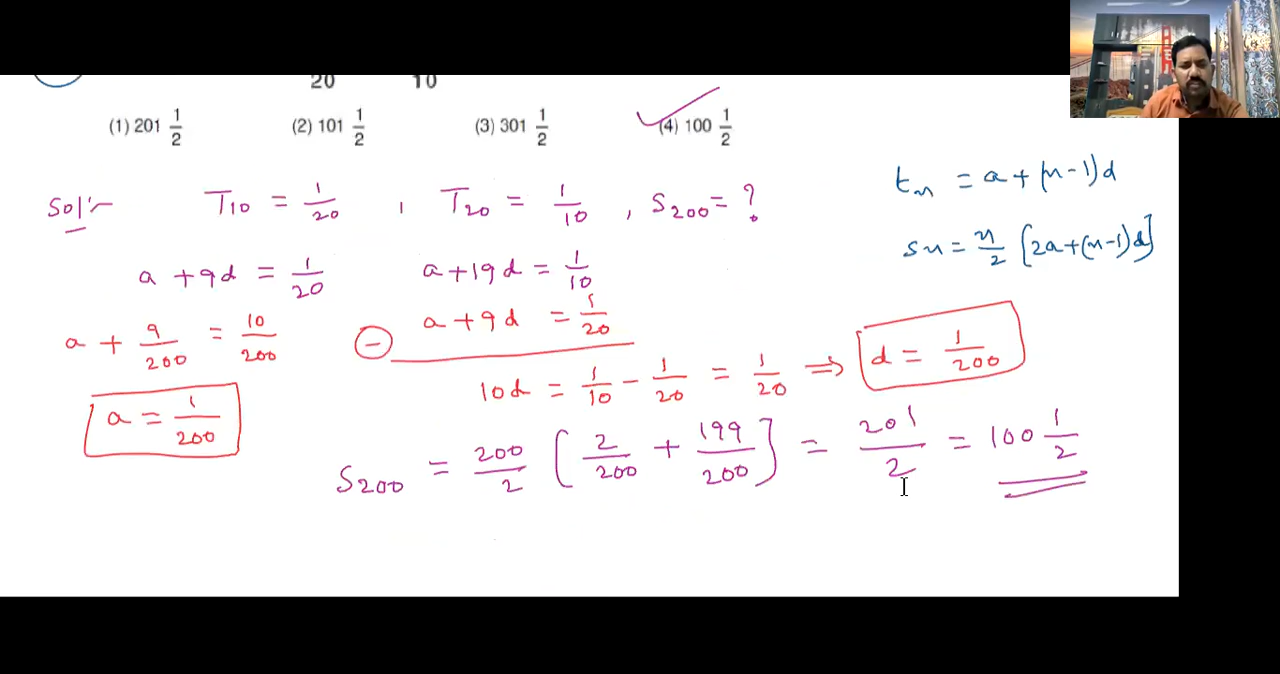 20 10
(1) 201 1/2 (2) 101 1/2 (3) 301 1/2 (4) 100 1/2
Sol:- T10 = 1/20 , T20 = 1/10 , S200 = ?
tn = a + (n-1)d
Sn = n/2 [2a+(n-1)d]
a + 9d = 1/20 a + 19d = 1/10
a + 9/200 = 10/200 a + 9d = 1/20
a = 1/200
10d = 1/10 - 1/20 = 1/20 ⇒ d = 1/200
S200 = 200/2 [2/200 + 199/200] = 201/2 = 100 1/2